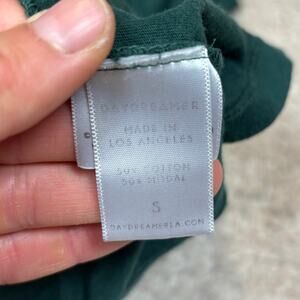 DAYDREAMER
MADE IN
LOS ANGELES
50% COTTON
50% MODAL
S
DAYDREAMERLA.COM